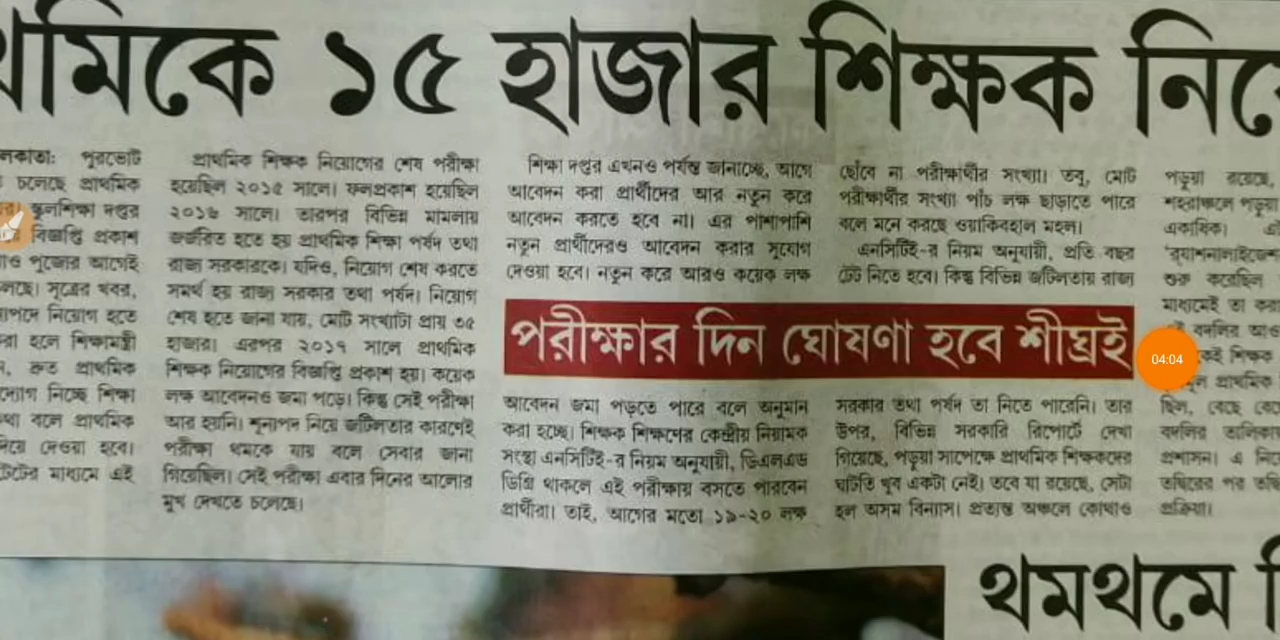 ১৫ হাজার শিক্ষক
পুরভোট
চলেছে প্রাথমিক
স্কুলশিক্ষা দপ্তর
বিজ্ঞপ্তি প্রকাশ
পুজোর আগেই
সূত্রের খবর,
নিয়োগ হতে
হলে শিক্ষামন্ত্রী
দ্রুত প্রাথমিক
নিচ্ছে শিক্ষা
বলে প্রাথমিক
দেওয়া হবে।
মাধ্যমে এই
প্রাথমিক শিক্ষক নিয়োগের শেষ পরীক্ষা
হয়েছিল ২০১৫ সালে। ফলপ্রকাশ হয়েছিল
২০১৬ সালে। তারপর বিভিন্ন মামলায়
জর্জরিত হতে হয় প্রাথমিক শিক্ষা পর্ষদ তথা
রাজ্য সরকারকে। যদিও, নিয়োগ শেষ করতে
সমর্থ হয় রাজ্য সরকার তথা পর্ষদ। নিয়োগ
শেষ হতে জানা যায়, মোট সংখ্যাটা প্রায় ৩৫
হাজার। এরপর ২০১৭ সালে প্রাথমিক
শিক্ষক নিয়োগের বিজ্ঞপ্তি প্রকাশ হয়। কয়েক
লক্ষ আবেদনও জমা পড়ে। কিন্তু সেই পরীক্ষা
আর হয়নি। শূন্যপদ নিয়ে জটিলতার কারণেই
পরীক্ষা থমকে যায় বলে সেবার জানা
গিয়েছিল। সেই পরীক্ষা এবার দিনের আলোর
মুখ দেখতে চলেছে।
শিক্ষা দপ্তর এখনও পর্যন্ত জানাচ্ছে, আগে
আবেদন করা প্রার্থীদের আর নতুন করে
আবেদন করতে হবে না। এর পাশাপাশি
নতুন প্রার্থীদেরও আবেদন করার সুযোগ
দেওয়া হবে। নতুন করে আরও কয়েক লক্ষ
পরীক্ষার দিন ঘোষণা হবে শীঘ্রই
আবেদন জমা পড়তে পারে বলে অনুমান
করা হচ্ছে। শিক্ষক শিক্ষণের কেন্দ্রীয় নিয়ামক
সংস্থা এনসিটিই-র নিয়ম অনুযায়ী, ডিএলএড
ডিগ্রি থাকলে এই পরীক্ষায় বসতে পারবেন
প্রার্থীরা। তাই, আগের মতো ১৯-২০ লক্ষ
ছোঁবে না পরীক্ষার্থীর সংখ্যা। তবু, মোট
পরীক্ষার্থীর সংখ্যা পাঁচ লক্ষ ছাড়াতে পারে
বলে মনে করছে ওয়াকিবহাল মহল।
এনসিটিই-র নিয়ম অনুযায়ী, প্রতি বছর
টেট নিতে হবে। কিন্তু বিভিন্ন জটিলতায় রাজ্য
সরকার তথা পর্ষদ তা নিতে পারেনি। তার
উপর, বিভিন্ন সরকারি রিপোর্টে দেখা
গিয়েছে, পড়ুয়া সাপেক্ষে প্রাথমিক শিক্ষকদের
ঘাটতি খুব একটা নেই। তবে যা রয়েছে, সেটা
হল অসম বিন্যাস। প্রত্যন্ত অঞ্চলে কোথাও
পড়ুয়া রয়েছে,
শহরাঞ্চলে পড়ুয়া
একাধিক।
শুরু করেছিল
মাধ্যমেই তা
বদলির
শিক্ষক
প্রাথমিক
ছিল, বেছে
বদলির তালিকা
প্রশাসন। এ
তদ্বিরের পর
প্রক্রিয়া।
04:04
থমথমে